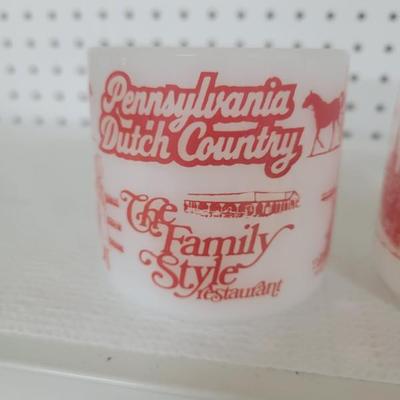 Pennsylvania
Dutch Country
The
Family
Style
restaurant